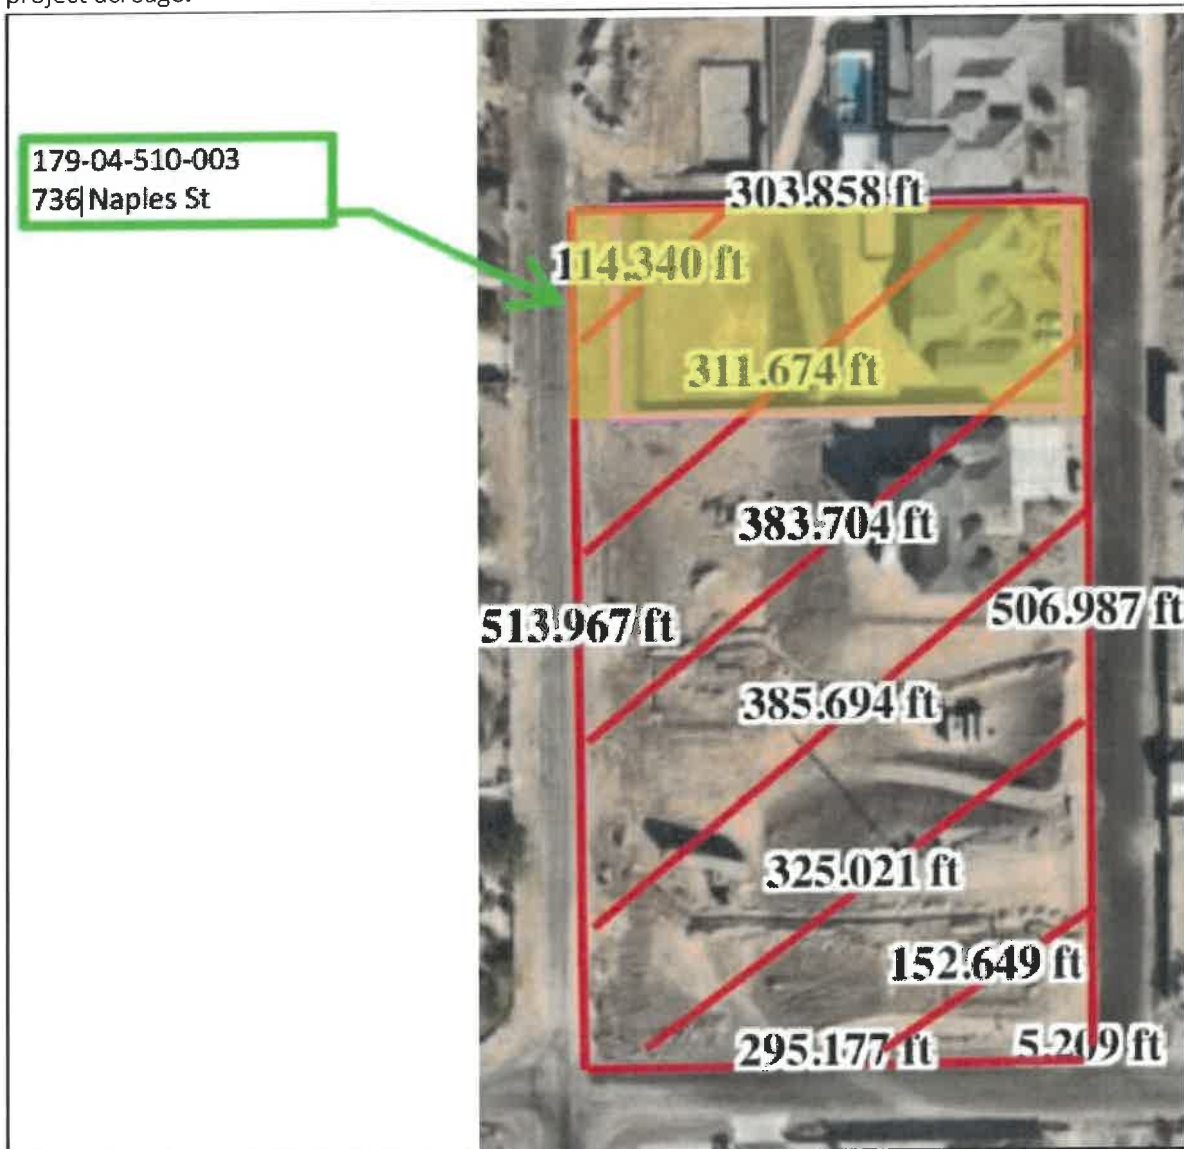 project acreage.
179-04-510-003
736 Naples St
303.858 ft
114.340 ft
311.674 ft
383.704 ft
513.967 ft
506.987 ft
385.694 ft
325.021 ft
152.649 ft
295.177 ft
5.209 ft